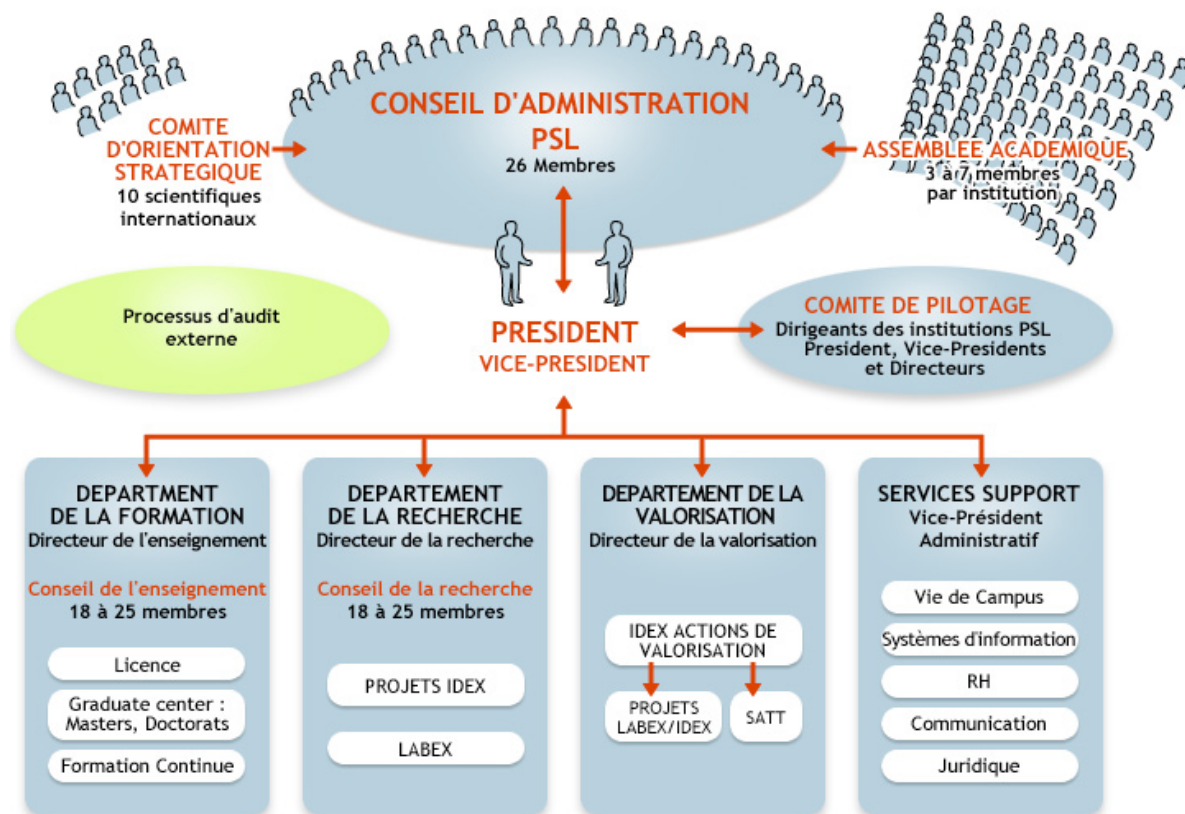 CONSEIL D'ADMINISTRATION
PSL
26 Membres
COMITE
D'ORIENTATION
STRATEGIQUE
10 scientifiques
internationaux
ASSEMBLEE ACADEMIQUE
3 à 7 membres
par institution
Processus d'audit
externe
PRESIDENT
VICE-PRESIDENT
COMITE DE PILOTAGE
Dirigeants des institutions PSL
President, Vice-Presidents
et Directeurs
DEPARTMENT
DE LA FORMATION
Directeur de l'enseignement
Conseil de l'enseignement
18 à 25 membres
Licence
Graduate center :
Masters, Doctorats
Formation Continue
DEPARTEMENT
DE LA RECHERCHE
Directeur de la recherche
Conseil de la recherche
18 à 25 membres
PROJETS IDEX
LABEX
DEPARTEMENT DE LA
VALORISATION
Directeur de la valorisation
IDEX ACTIONS DE
VALORISATION
PROJETS
LABEX/IDEX
SATT
SERVICES SUPPORT
Vice-Président
Administratif
Vie de Campus
Systèmes d'information
RH
Communication
Juridique